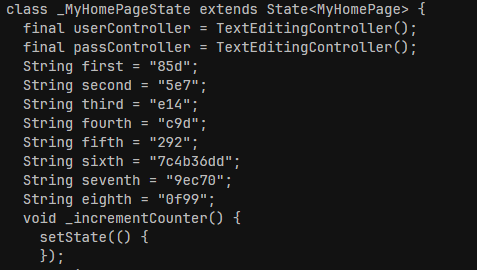 class _MyHomePageState extends State<MyHomePage> {
  final userController = TextEditingController();
  final passController = TextEditingController();
  String first = "85d";
  String second = "5e7";
  String third = "e14";
  String fourth = "c9d";
  String fifth = "292";
  String sixth = "7c4b36dd";
  String seventh = "9ec70";
  String eighth = "0f99";
  void _incrementCounter() {
    setState(() {
    });